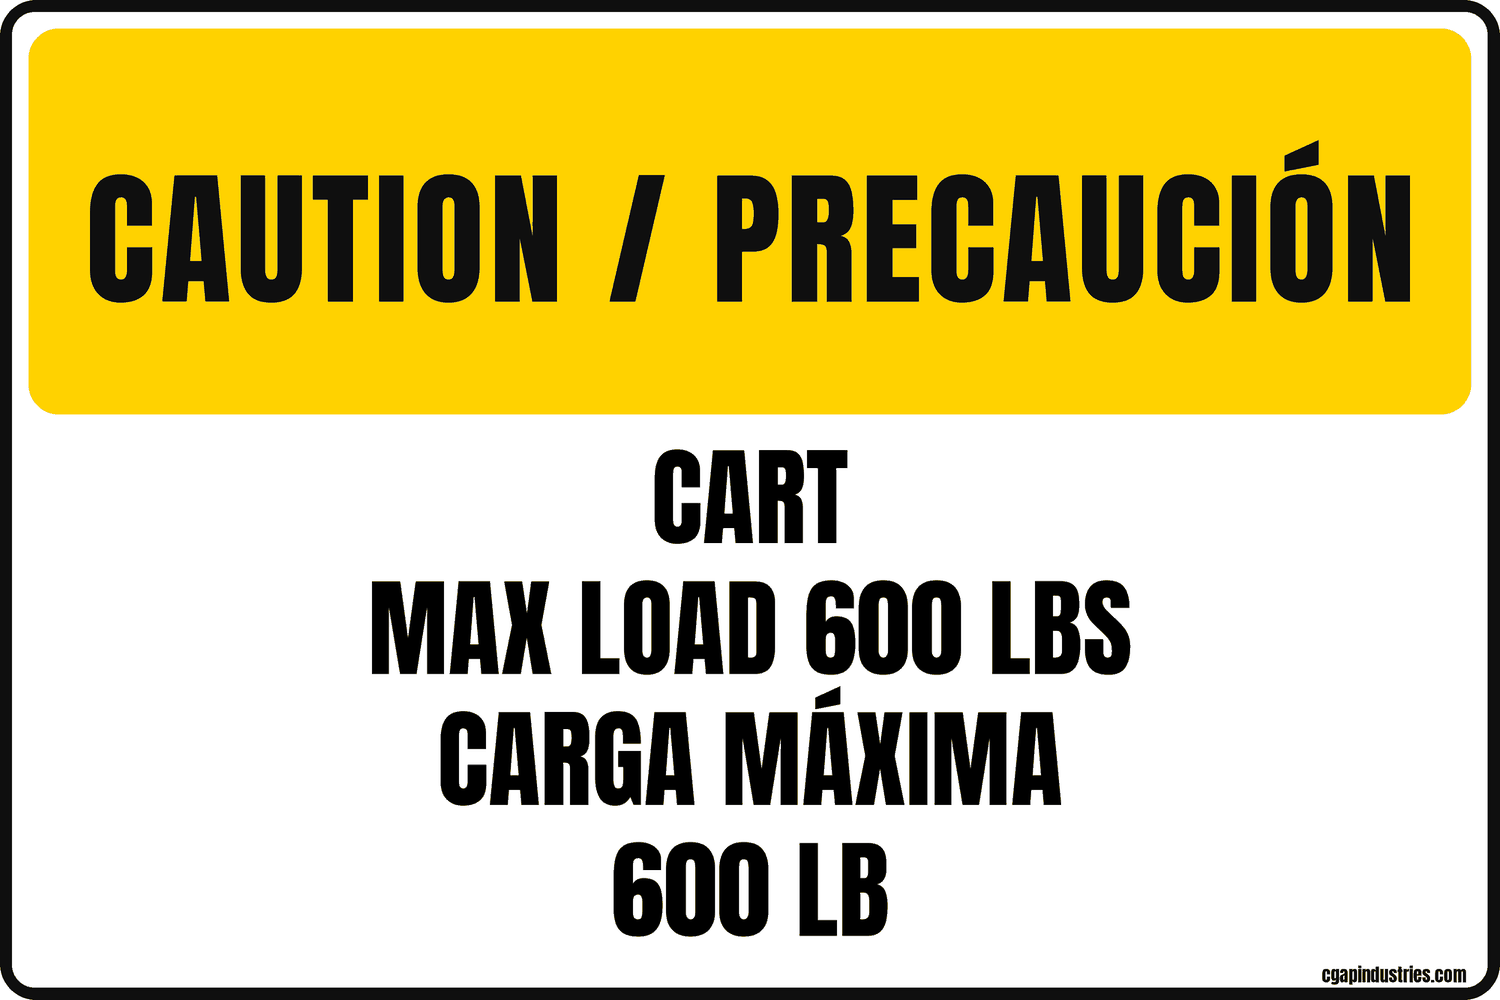 CAUTION / PRECAUCIÓN
CART
MAX LOAD 600 LBS
CARGA MÁXIMA
600 LB
cgapindustries.com